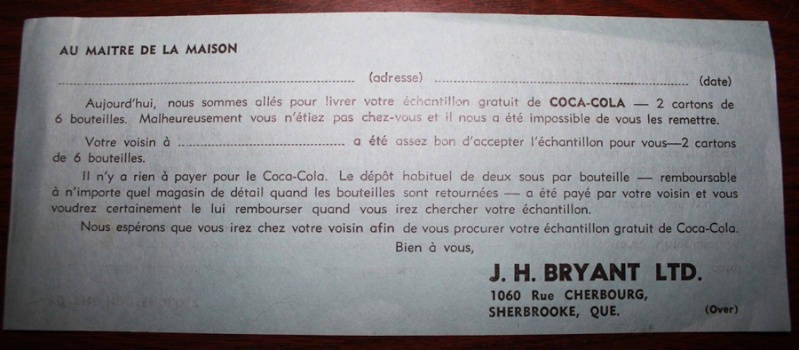 AU MAITRE DE LA MAISON
(adresse) (date)
Aujourd'hui, nous sommes allés pour livrer votre échantillon gratuit de COCA-COLA — 2 cartons de
6 bouteilles. Malheureusement vous n'étiez pas chez-vous et il nous a été impossible de vous les remettre.
Votre voisin à ........................................ a été assez bon d'accepter l'échantillon pour vous—2 cartons
de 6 bouteilles.
Il n'y a rien à payer pour le Coca-Cola. Le dépôt habituel de deux sous par bouteille — remboursable
à n'importe quel magasin de détail quand les bouteilles sont retournées — a été payé par votre voisin et vous
voudrez certainement le lui rembourser quand vous irez chercher votre échantillon.
Nous espérons que vous irez chez votre voisin afin de vous procurer votre échantillon gratuit de Coca-Cola.
Bien à vous,
J. H. BRYANT LTD.
1060 Rue CHERBOURG,
SHERBROOKE, QUE. (Over)